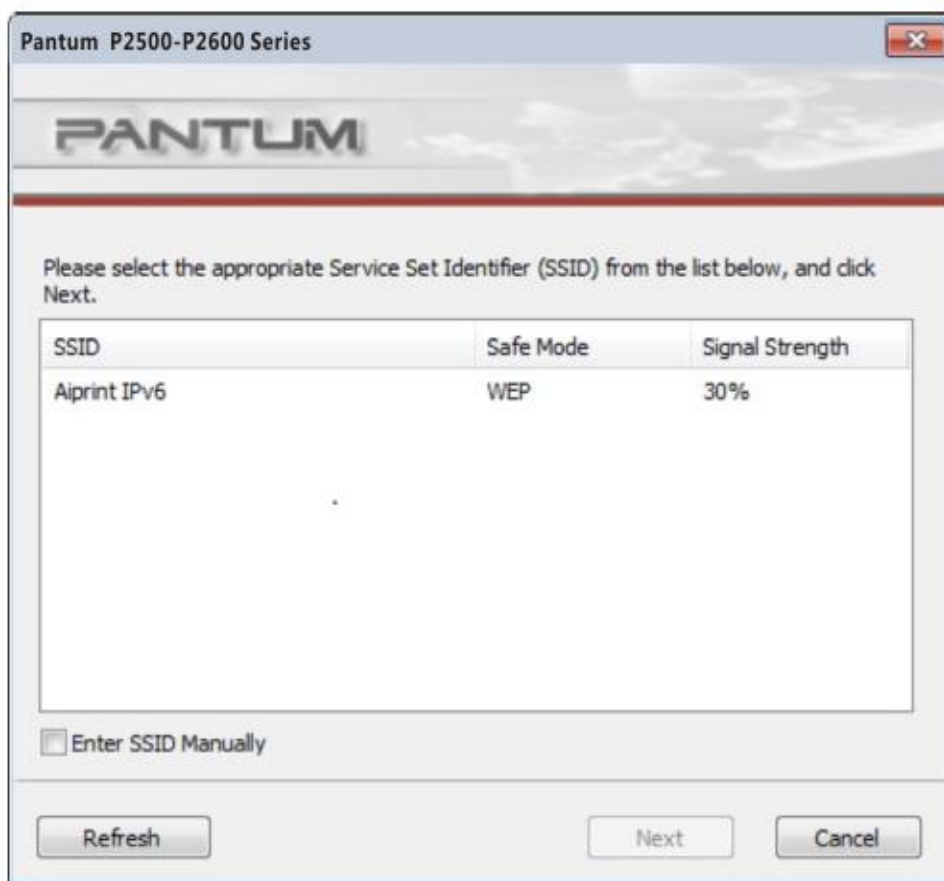 Pantum P2500-P2600 Series
PANTUM
Please select the appropriate Service Set Identifier (SSID) from the list below, and click
Next.
SSID Safe Mode Signal Strength
Aiprint IPv6 WEP 30%
Enter SSID Manually
Refresh Next Cancel